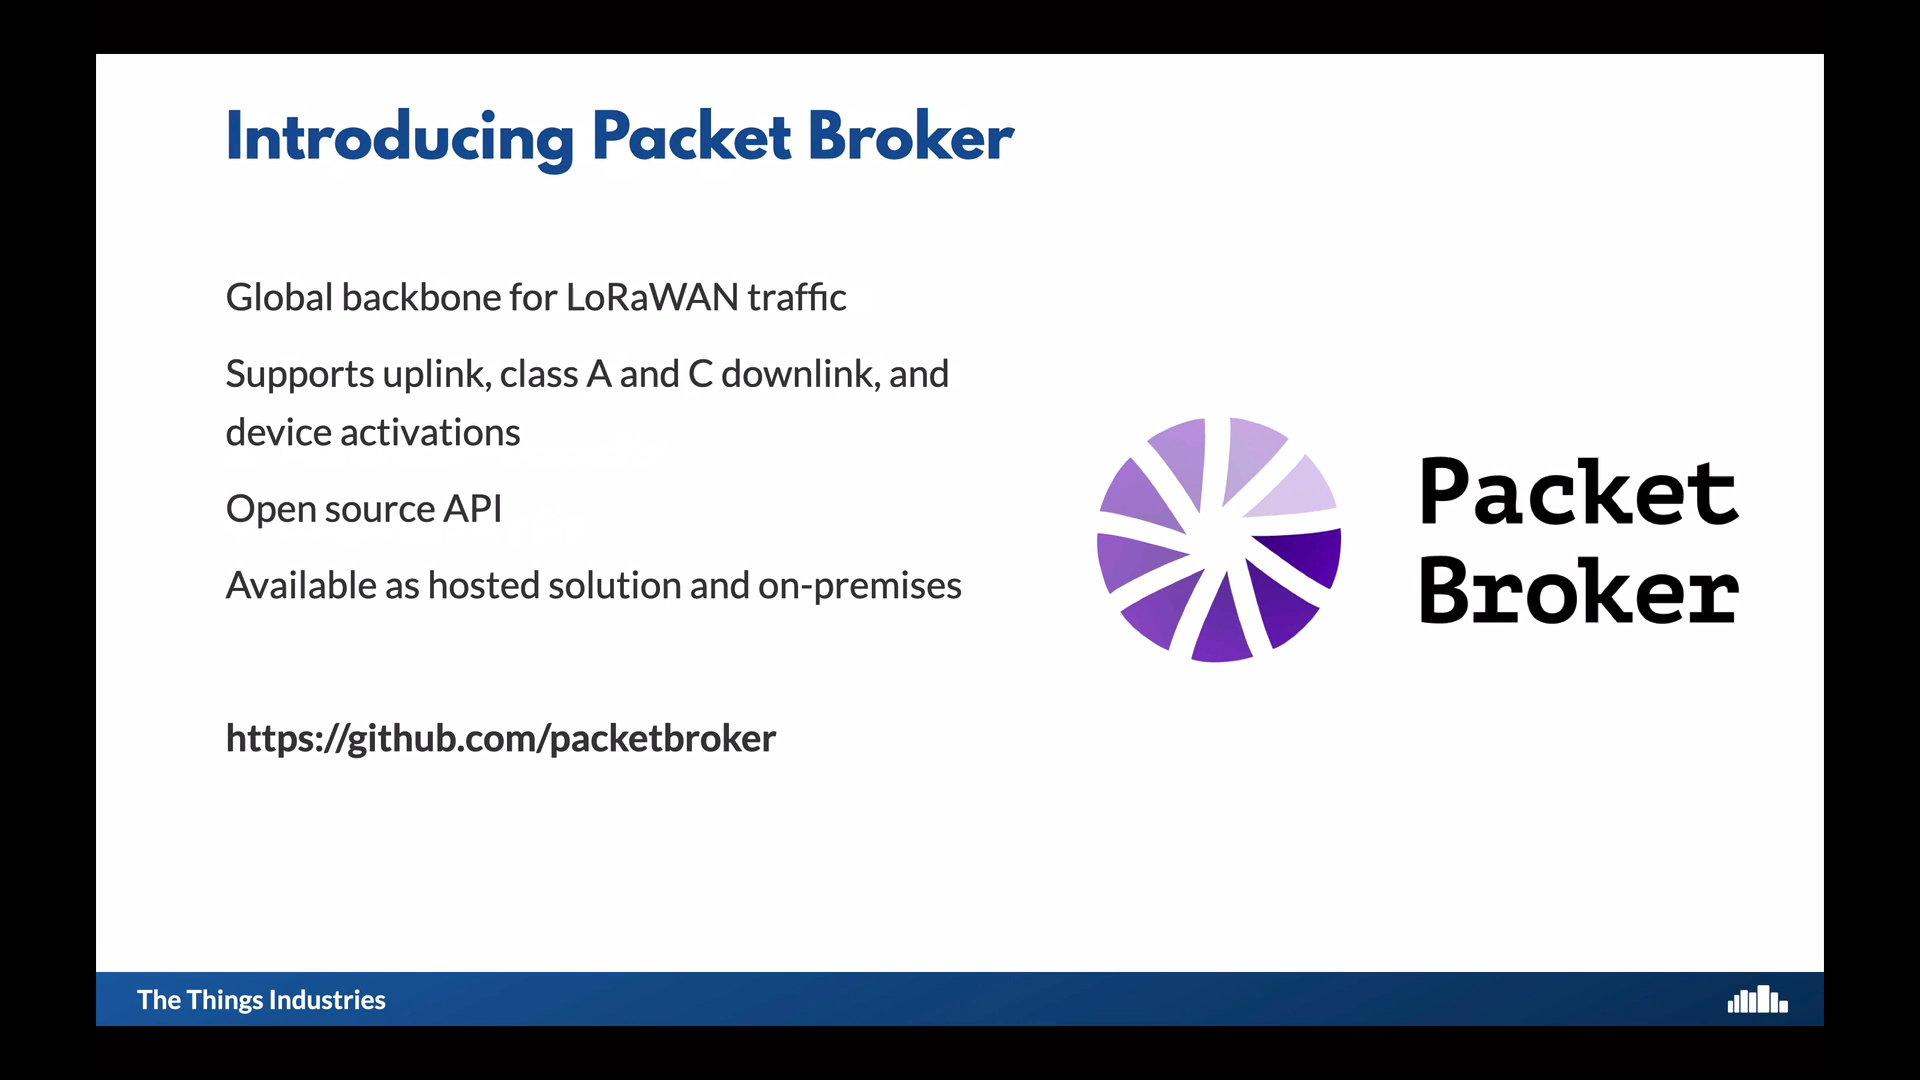 Introducing Packet Broker
Global backbone for LoRaWAN traffic
Supports uplink, class A and C downlink, and
device activations
Open source API
Available as hosted solution and on-premises
https://github.com/packetbroker
Packet
Broker
The Things Industries